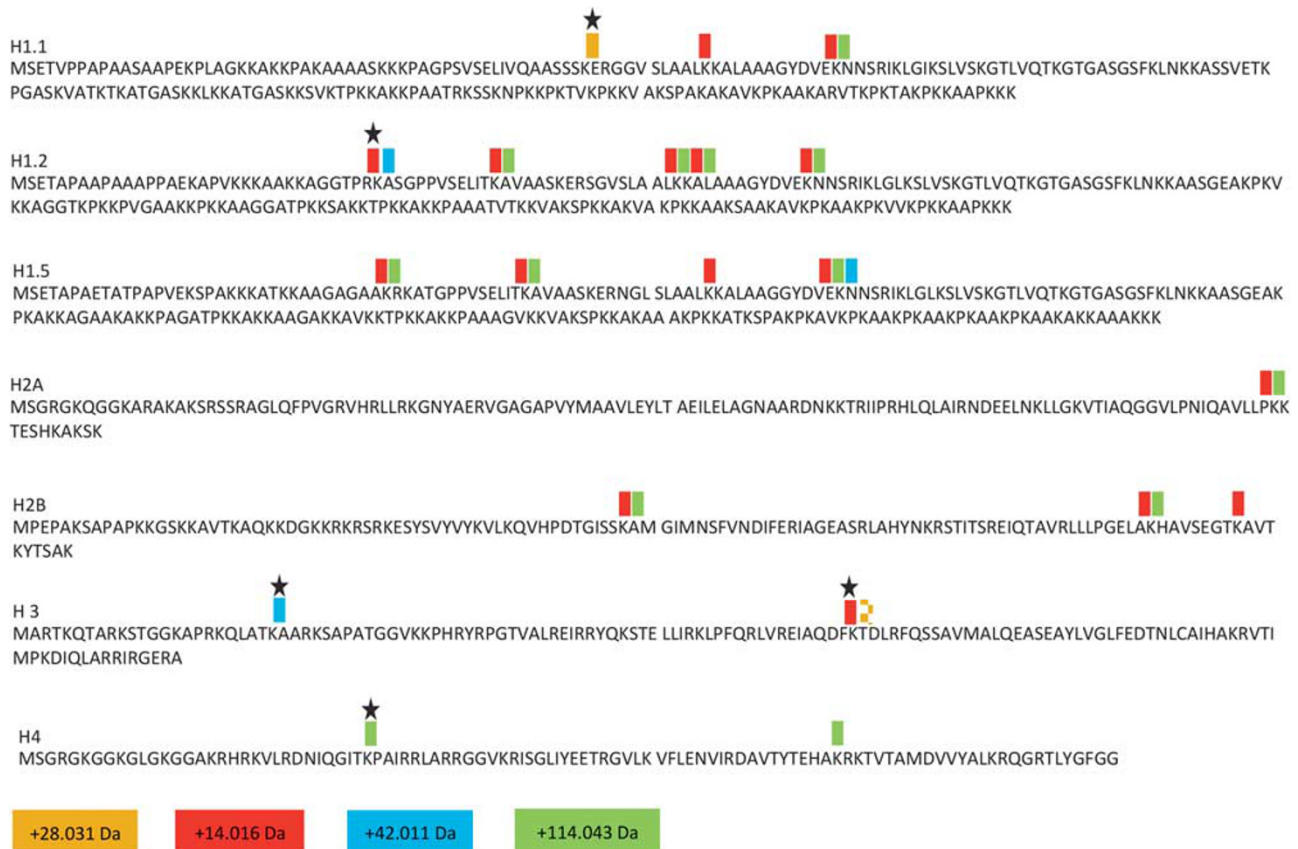 H1.1
MSETVPPAPAASAAPEKPLAGKKAKKPAKAAAASKKKPAGPSVSELIVQAASSSKERGGV SLAALKKALAAAGYDVEKNNSRIKLGIKSLVSKGTLVQTKGTGASGSFKLNKKASSVETK
PGASKVATKTKATGASKKLKKATGASKKSVKTPKKAKKPAATRKSSKNPKKPKTVKPKKV AKSPAKAKAVKPKAAKARVTKPKTAKPKKAAPKKK
H1.2
MSETAPAAPAAAPPAEKAPVKKKAAKKAGGTPRKASGPPVSELITKAVAASKERSGVSLA ALKKALAAAGYDVEKNNSRIKLGLKSLVSKGTLVQTKGTGASGSFKLNKKAASGEAKPKV
KKAGGTKPKKPVGAAKKPKKAAGGATPKKSAKKTPKKAKKPAAATVTKKVAKSPKKAKVA KPKKAAKSAAKAVKPKAAKPKVVKPKKAAPKKK
H1.5
MSETAPAETATPAPVEKSPAKKKATKKAAGAGAAKRKATGPPVSELITKAVAASKERNGL SLAALKKALAAGGYDVEKNNSRIKLGLKSLVSKGTLVQTKGTGASGSFKLNKKAASGEAK
PKAKKAGAAKAKKPAGATPKKAKKAAGAKKAVKKTPKKAKKPAAAGVKKVAKSPKKAKAA AKPKKATKSPAKPKAVKPKAAKPKAAKPKAAKPKAAKAKKAAAKKK
H2A
MSGRGKQGGKARAKAKSRSSRAGLQFPVGRVHRLLRKGNYAERVGAGAPVYMAAVLEYLT AEILELAGNAARDNKKTRIIPRHLQLAIRNDEELNKLLGKVTIAQGGVLPNIQAVLLPKK
TESHKAKSK
H2B
MPEPAKSAPAPKKGSKKAVTKAQKKDGKKRKRSRKESYSVYVYKVLKQVHPDTGISSKAM GIMNSFVNDIFERIAGEASRLAHYNKRSTITSREIQTAVRLLLPGELAKHAVSEGTKAVT
KYTSAK
H 3
MARTKQTARKSTGGKAPRKQLATKAARKSAPATGGVKKPHRYRPGTVALREIRRYQKSTE LLIRKLPFQRLVREIAQDFKTDLRFQSSAVMALQEASEAYLVGLFEDTNLCAIHAKRVTI
MPKDIQLARRIRGERA
H4
MSGRGKGGKGLGKGGAKRHRKVLRDNIQGITKPAIRRLARRGGVKRISGLIYEETRGVLK VFLENVIRDAVTYTEHAKRKTVTAMDVVYALKRQGRTLYGFGG
+28.031 Da +14.016 Da +42.011 Da +114.043 Da